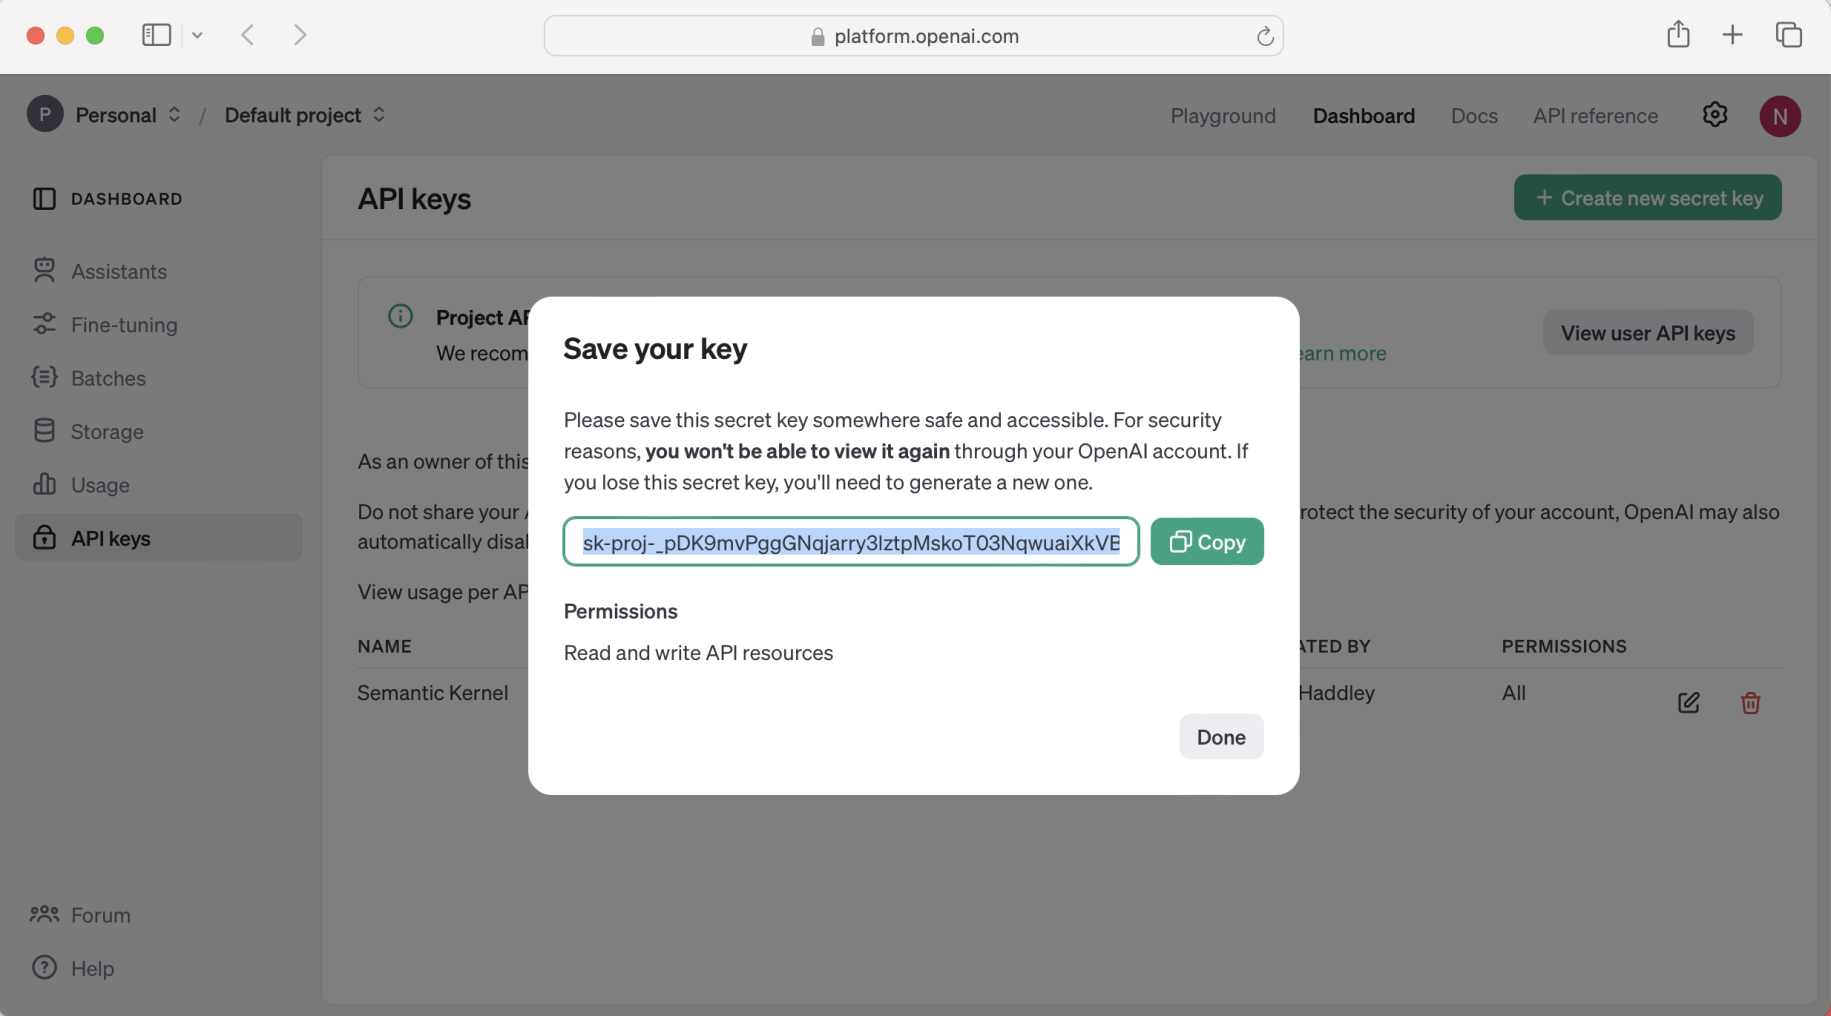 platform.openai.com
P Personal / Default project
Playground Dashboard Docs API reference N
DASHBOARD
API keys
+ Create new secret key
Assistants
Fine-tuning
Batches
Storage
Usage
API keys
Forum
Help
Project AP
We recom
earn more
View user API keys
As an owner of this
Do not share your A
rotect the security of your account, OpenAI may also
automatically disa
View usage per AP
NAME
ATED BY
PERMISSIONS
Semantic Kernel
Haddley
All
Save your key
Please save this secret key somewhere safe and accessible. For security
reasons, you won't be able to view it again through your OpenAI account. If
you lose this secret key, you'll need to generate a new one.
sk-proj-_pDK9mvPggGNqjarry3lztpMskoT03NqwuaiXkVB
Copy
Permissions
Read and write API resources
Done